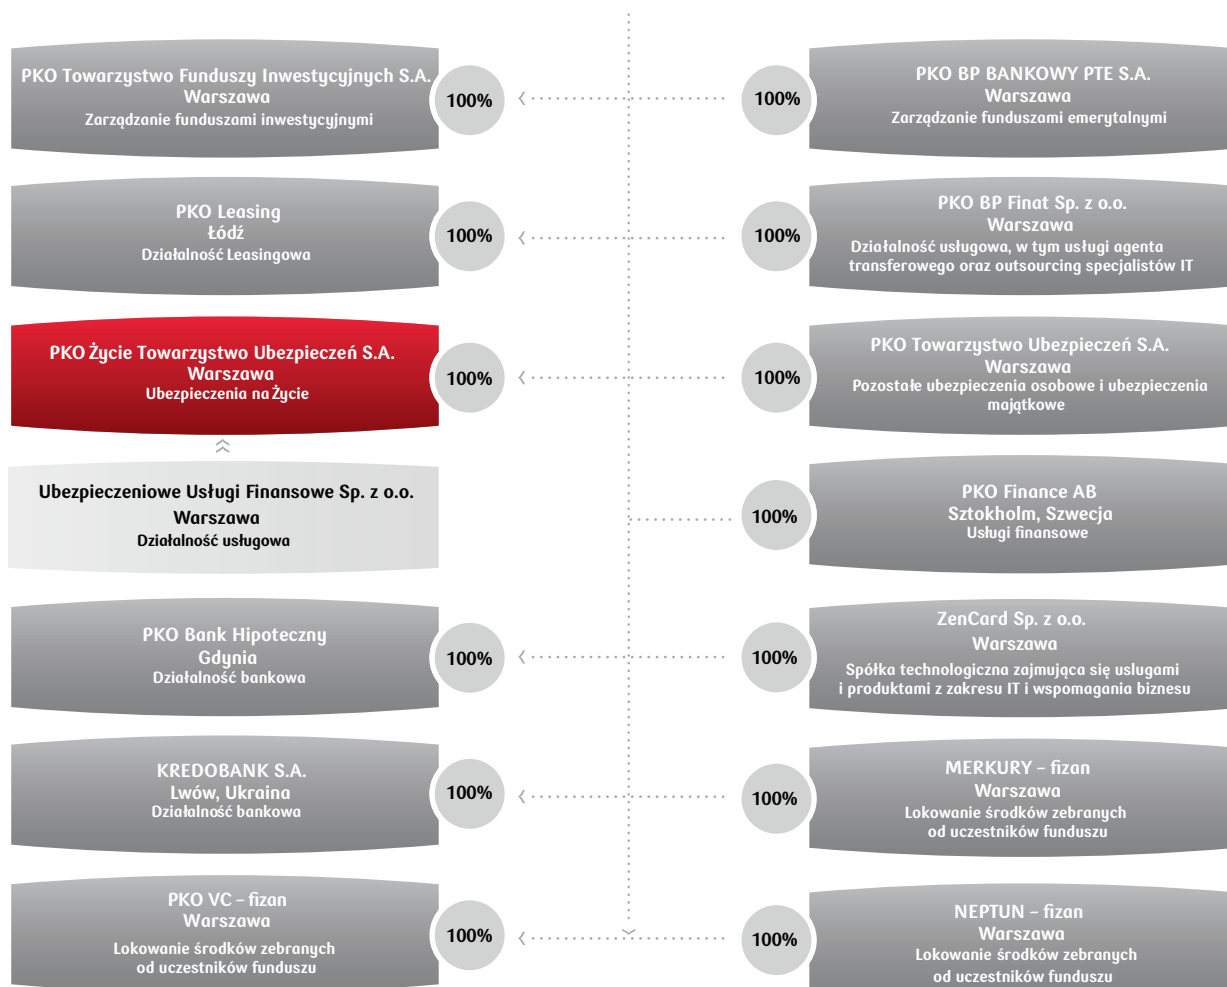 PKO Towarzystwo Funduszy Inwestycyjnych S.A.
Warszawa
Zarządzanie funduszami inwestycyjnymi
100%
100%
PKO BP BANKOWY PTE S.A.
Warszawa
Zarządzanie funduszami emerytalnymi
PKO Leasing
Łódź
Działalność Leasingowa
100%
100%
PKO BP Finat Sp. z o.o.
Warszawa
Działalność usługowa, w tym usługi agenta
transferowego oraz outsourcing specjalistów IT
PKO Życie Towarzystwo Ubezpieczeń S.A.
Warszawa
Ubezpieczenia na Życie
100%
100%
PKO Towarzystwo Ubezpieczeń S.A.
Warszawa
Pozostałe ubezpieczenia osobowe i ubezpieczenia
majątkowe
Ubezpieczeniowe Usługi Finansowe Sp. z o.o.
Warszawa
Działalność usługowa
100%
PKO Finance AB
Sztokholm, Szwecja
Usługi finansowe
PKO Bank Hipoteczny
Gdynia
Działalność bankowa
100%
100%
ZenCard Sp. z o.o.
Warszawa
Spółka technologiczna zajmująca się uslugami
i produktami z zakresu IT i wspomagania biznesu
KREDOBANK S.A.
Lwów, Ukraina
Działalność bankowa
100%
100%
MERKURY – fizan
Warszawa
Lokowanie środków zebranych
od uczestników funduszu
PKO VC – fizan
Warszawa
Lokowanie środków zebranych
od uczestników funduszu
100%
100%
NEPTUN – fizan
Warszawa
Lokowanie środków zebranych
od uczestników funduszu